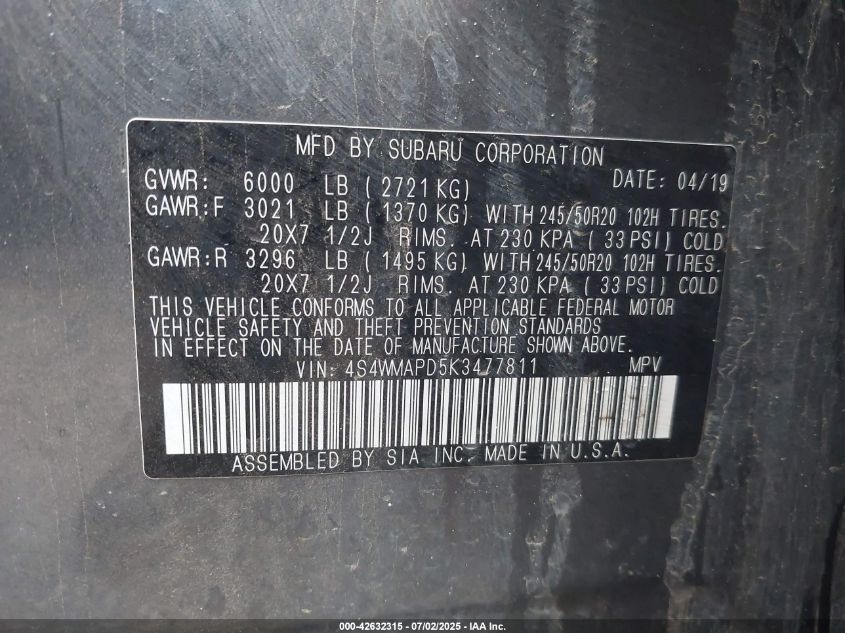 MFD BY SUBARU CORPORATION
GVWR: 6000 LB ( 2721 KG) DATE: 04/19
GAWR:F 3021 LB ( 1370 KG) WITH 245/50R20 102H TIRES.
20X7 1/2J RIMS. AT 230 KPA ( 33 PSI) COLD
GAWR:R 3296 LB ( 1495 KG) WITH 245/50R20 102H TIRES.
20X7 1/2J RIMS. AT 230 KPA ( 33 PSI) COLD
THIS VEHICLE CONFORMS TO ALL APPLICABLE FEDERAL MOTOR
VEHICLE SAFETY AND THEFT PREVENTION STANDARDS
IN EFFECT ON THE DATE OF MANUFACTURE SHOWN ABOVE.
VIN: 4S4WMAPD5K3477811 MPV
ASSEMBLED BY SIA INC. MADE IN U.S.A.
000-42632315 - 07/02/2025 - IAA Inc.